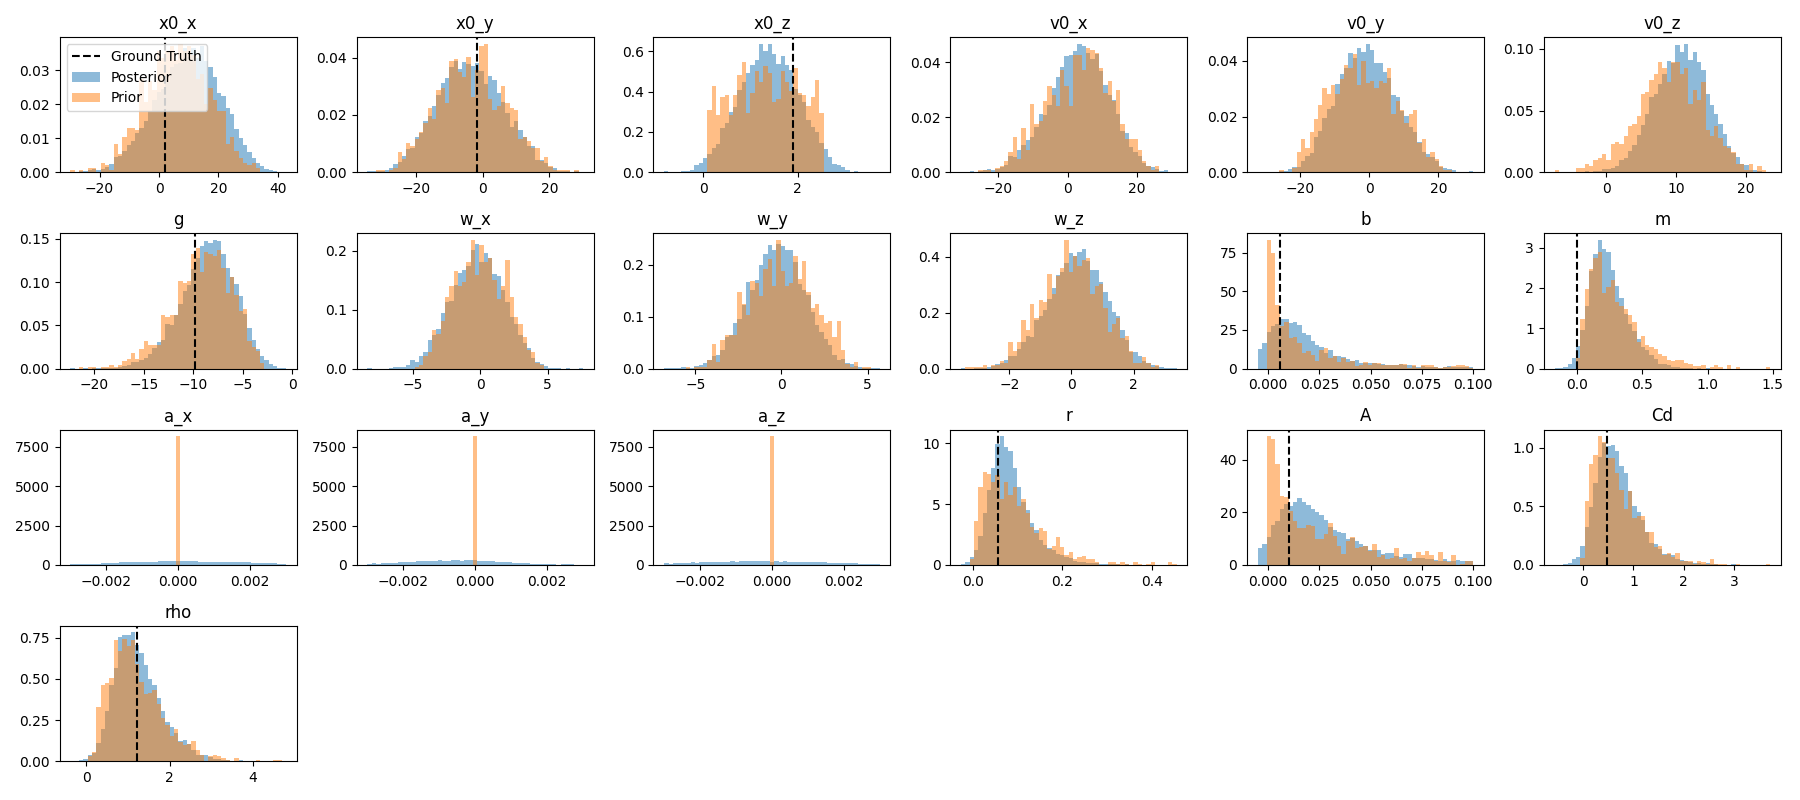 x0_x x0_y x0_z v0_x v0_y v0_z
Ground Truth
Posterior
Prior
0.03
0.02
0.01
0.00
−20 0 20 40
0.04
0.02
0.00
−20 0 20
0.6
0.4
0.2
0.0
0 2
0.04
0.02
0.00
−20 0 20
0.04
0.02
0.00
−20 0 20
0.10
0.05
0.00
0 10 20
g w_x w_y w_z b m
0.15
0.10
0.05
0.00
−20 −15 −10 −5 0
0.2
0.1
0.0
−5 0 5
0.2
0.1
0.0
−5 0 5
0.4
0.2
0.0
−2 0 2
75
50
25
0
0.000 0.025 0.050 0.075 0.100
3
2
1
0
0.0 0.5 1.0 1.5
a_x a_y a_z r A Cd
7500
5000
2500
0
−0.002 0.000 0.002
7500
5000
2500
0
−0.002 0.000 0.002
7500
5000
2500
0
−0.002 0.000 0.002
10
5
0
0.0 0.2 0.4
40
20
0
0.000 0.025 0.050 0.075 0.100
1.0
0.5
0.0
0 1 2 3
rho
0.75
0.50
0.25
0.00
0 2 4